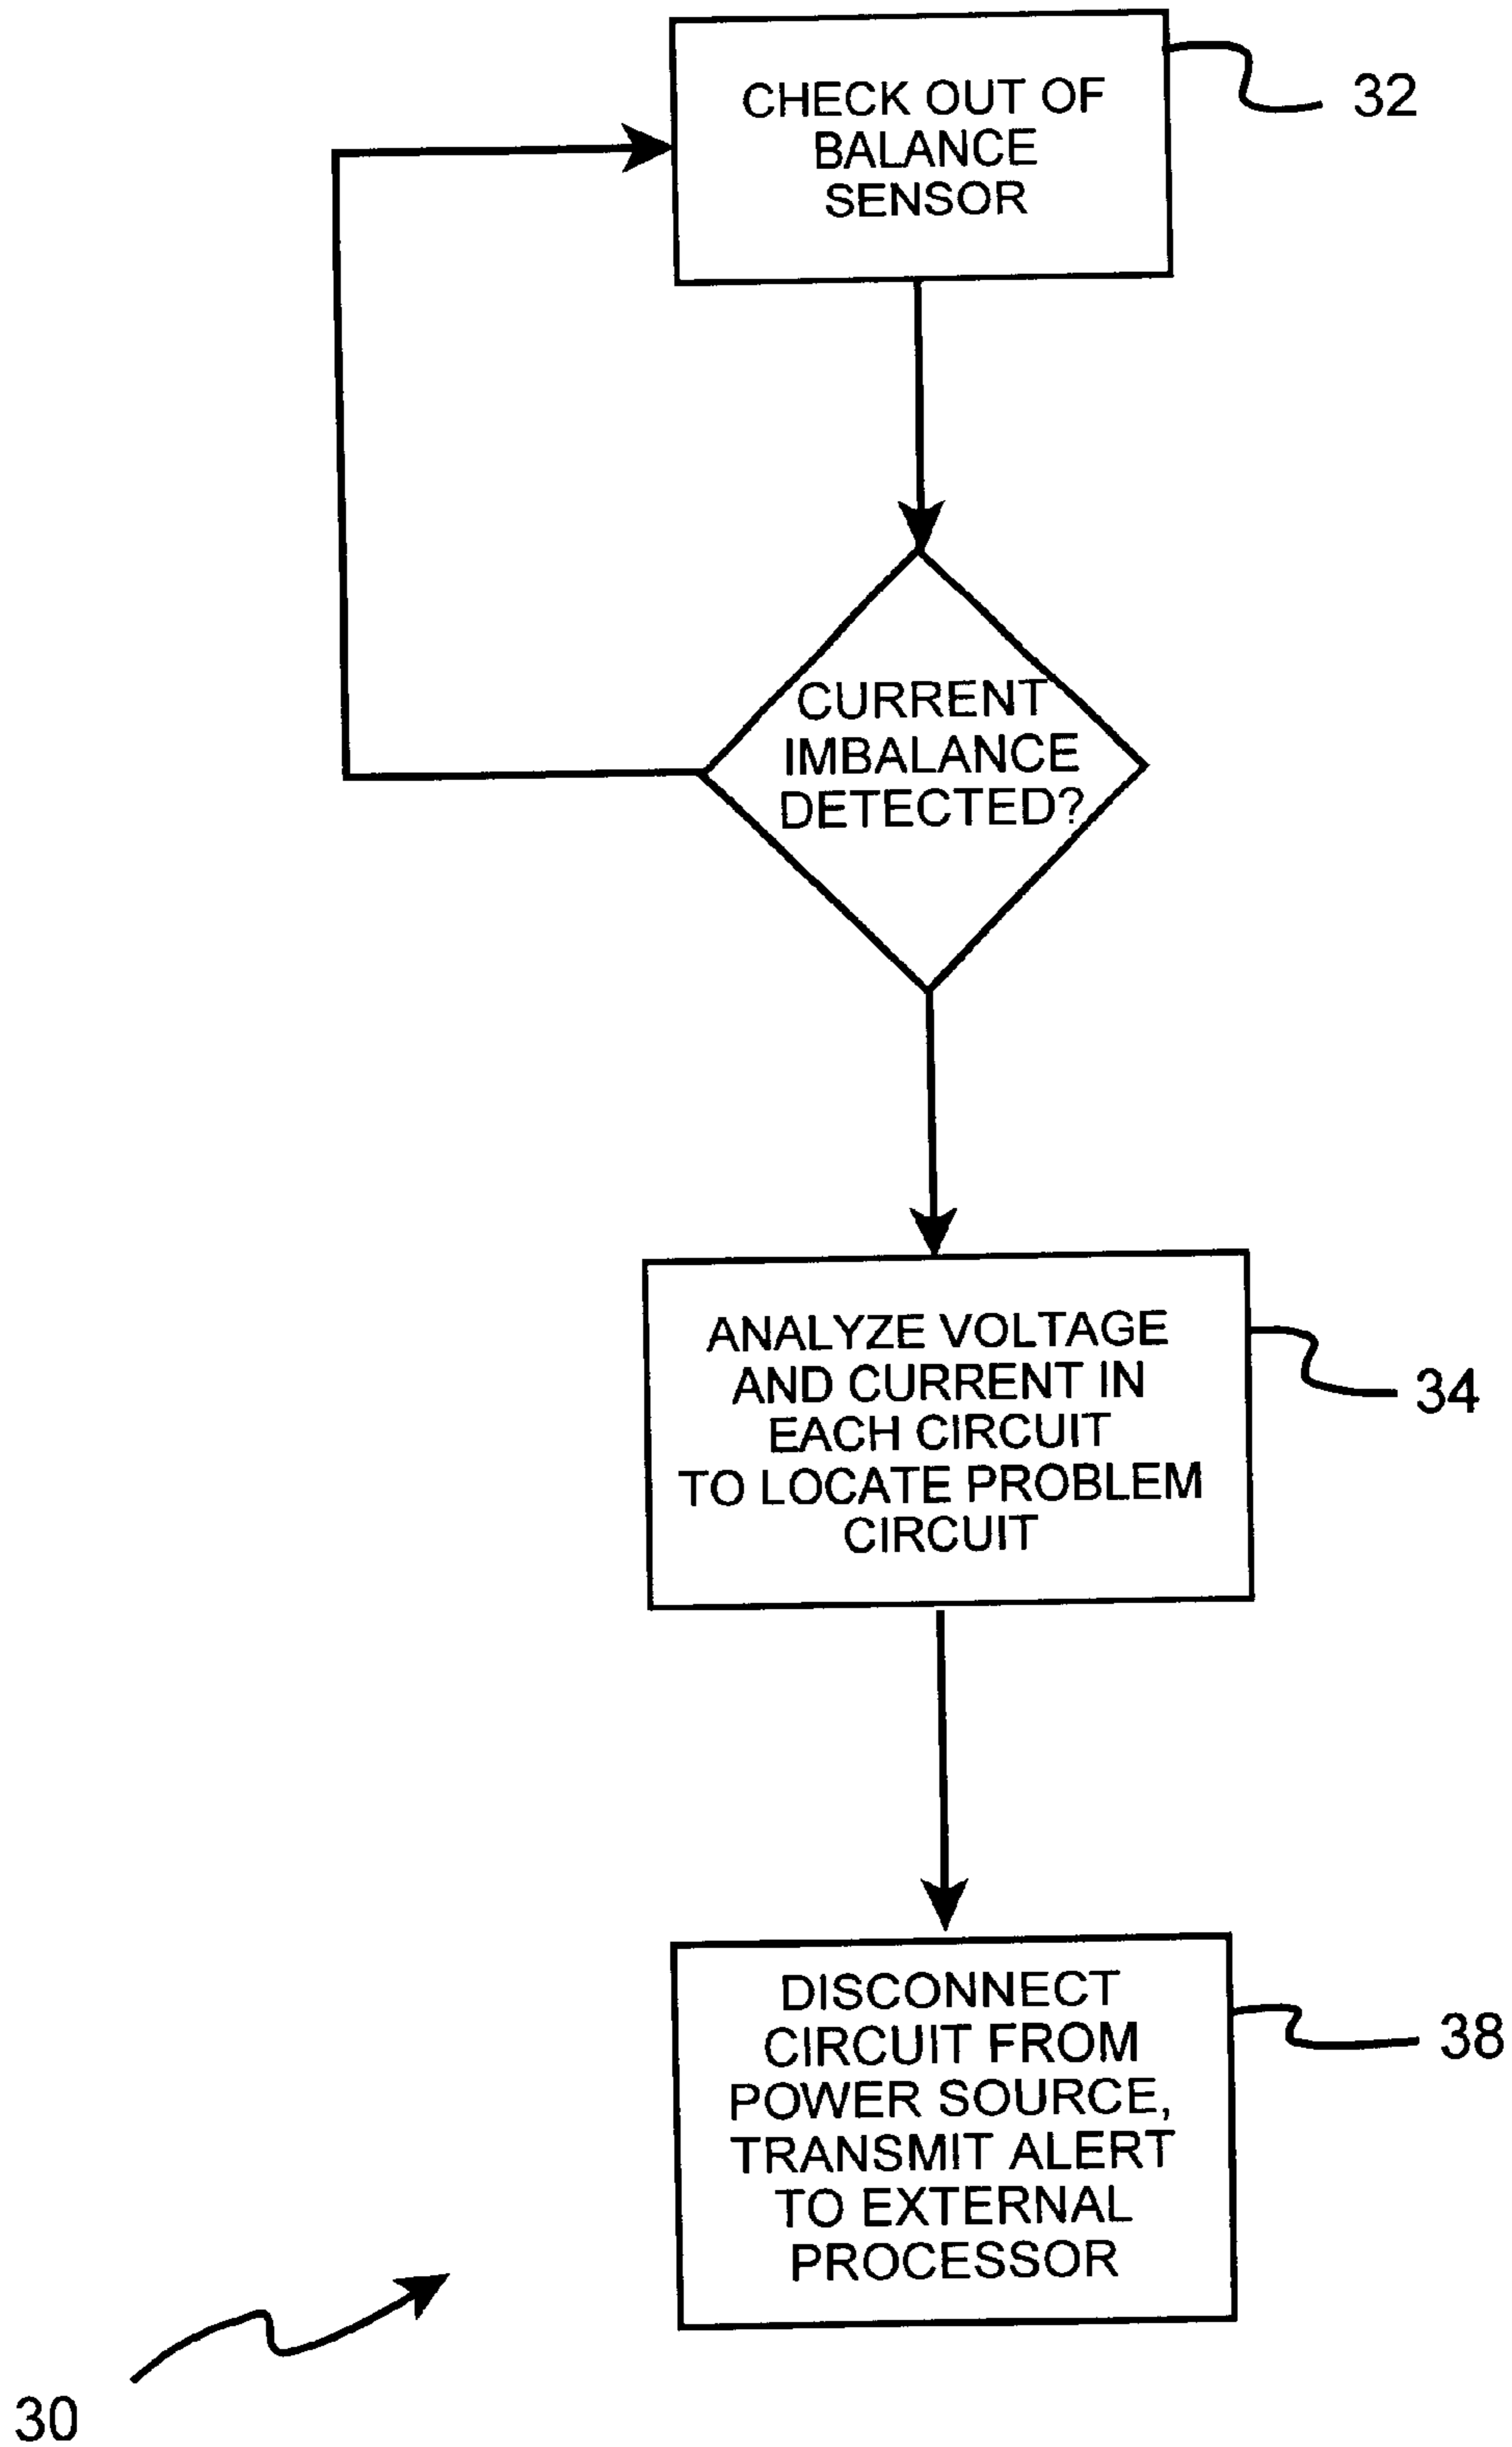 CHECK OUT OF
BALANCE
SENSOR
32
CURRENT
IMBALANCE
DETECTED?
ANALYZE VOLTAGE
AND CURRENT IN
EACH CIRCUIT
TO LOCATE PROBLEM
CIRCUIT
34
DISCONNECT
CIRCUIT FROM
POWER SOURCE,
TRANSMIT ALERT
TO EXTERNAL
PROCESSOR
38
30